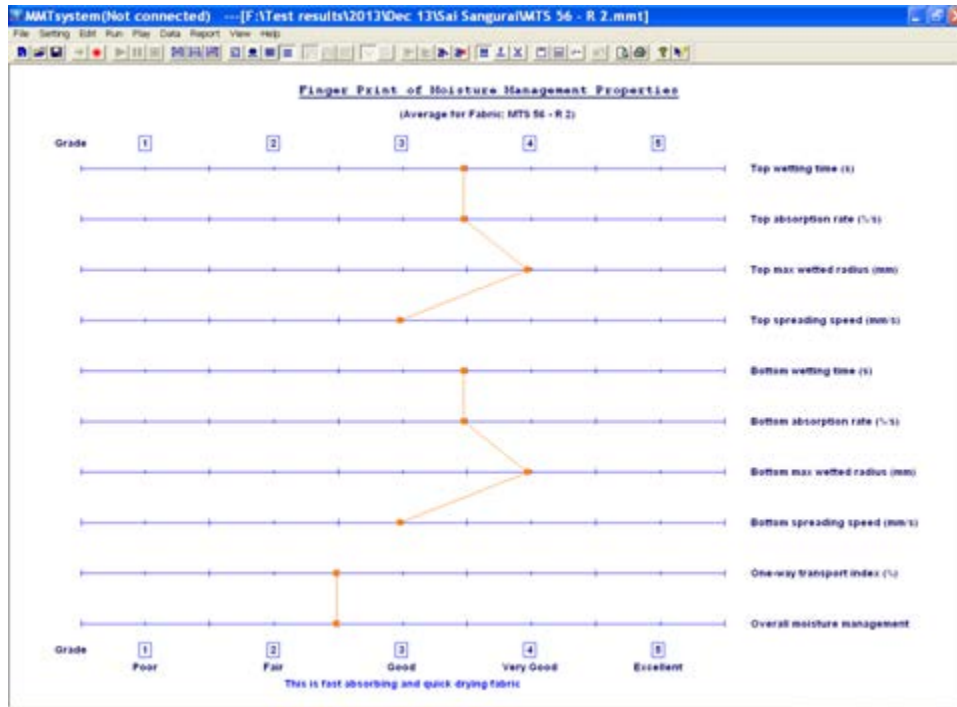 MMTsystem(Not connected) ---[F:\Test results\2013\Dec 13\Sai Sangural\MTS 56 - R 2.mmt]
File Setting Edit Run Play Data Report View Help
Finger Print of Moisture Management Properties
(Average for Fabric: MTS 56 - R 2)
Grade 1 2 3 4 5
Top wetting time (s)
Top absorption rate (%/s)
Top max wetted radius (mm)
Top spreading speed (mm/s)
Bottom wetting time (s)
Bottom absorption rate (%/s)
Bottom max wetted radius (mm)
Bottom spreading speed (mm/s)
One-way transport index (%)
Overall moisture management
Grade 1 2 3 4 5
Poor Fair Good Very Good Excellent
This is fast absorbing and quick drying fabric